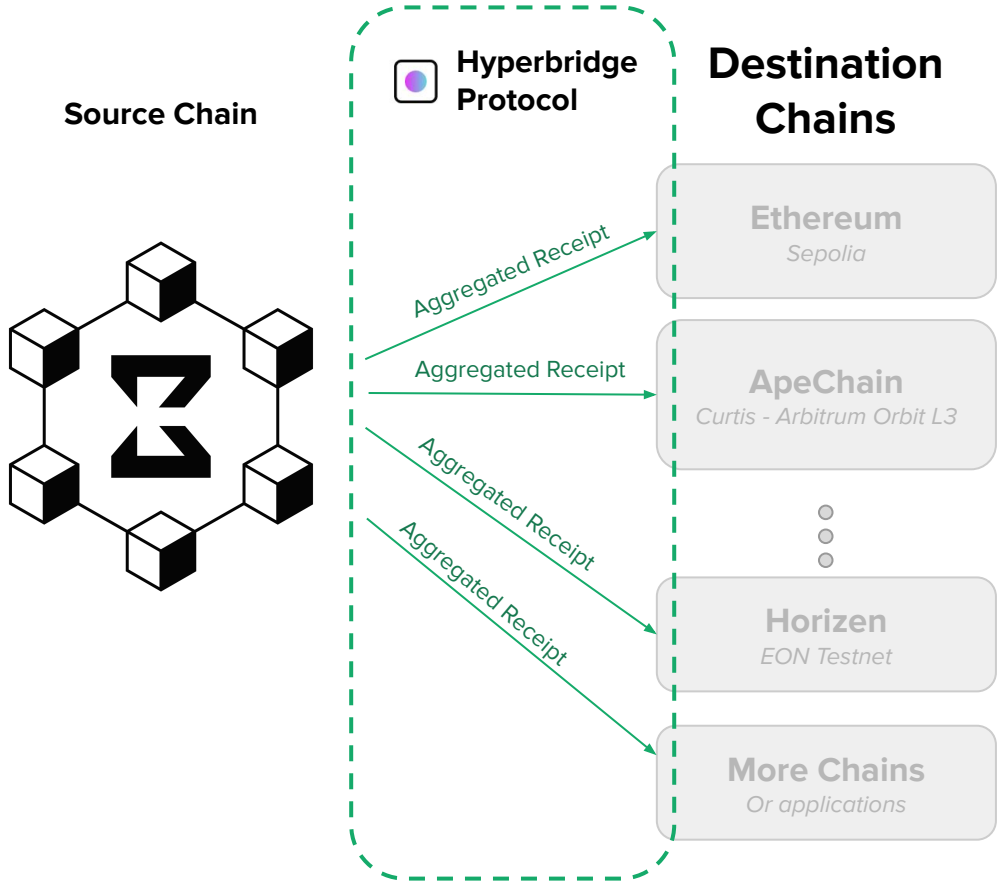 Source Chain
Hyperbridge
Protocol
Destination
Chains
Aggregated Receipt
Ethereum
Sepolia
Aggregated Receipt
ApeChain
Curtis - Arbitrum Orbit L3
Aggregated Receipt
Horizen
EON Testnet
Aggregated Receipt
More Chains
Or applications